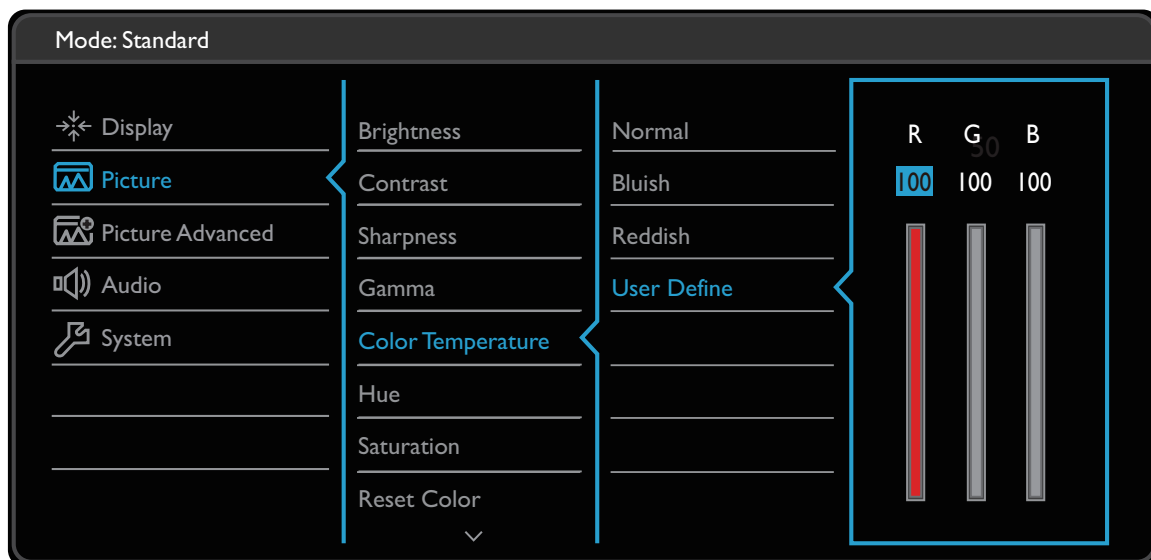 Mode: Standard
Display
Picture
Picture Advanced
Audio
System
Brightness
Contrast
Sharpness
Gamma
Color Temperature
Hue
Saturation
Reset Color
Normal
Bluish
Reddish
User Define
R G B
50
100 100 100